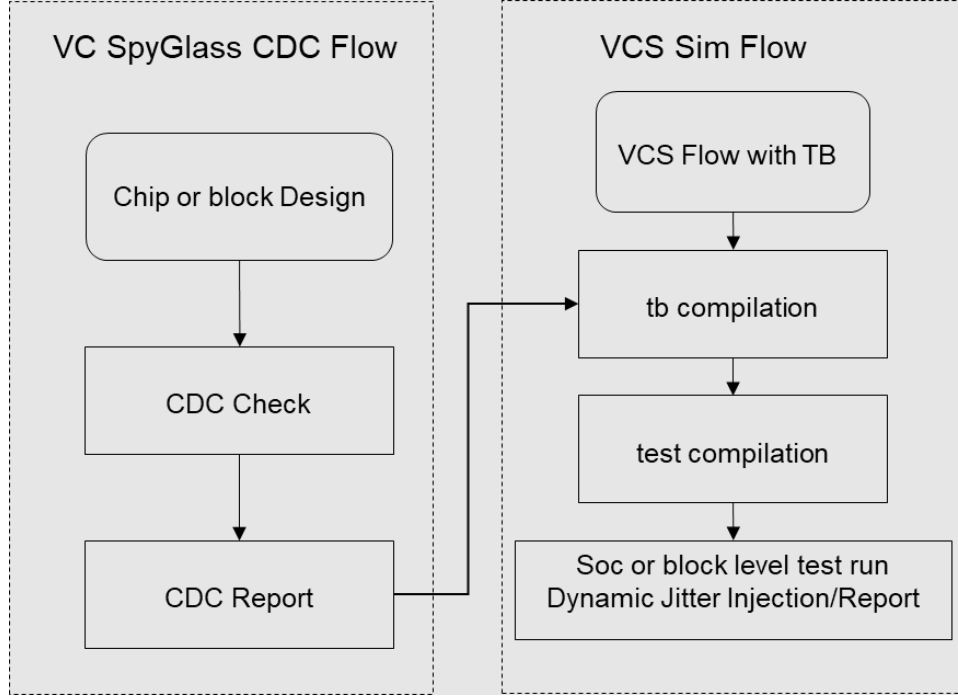 VC SpyGlass CDC Flow
Chip or block Design
CDC Check
CDC Report
VCS Sim Flow
VCS Flow with TB
tb compilation
test compilation
Soc or block level test run
Dynamic Jitter Injection/Report